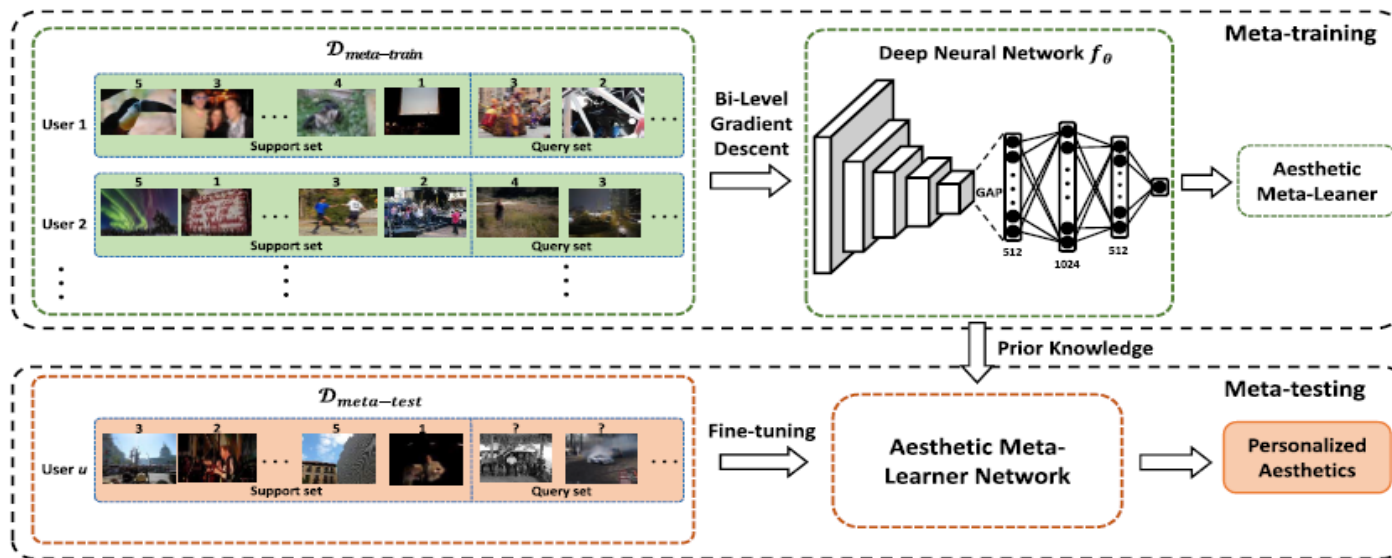 Meta-training
𝒟meta−train
5 3 4 1 3 2
User 1
Support set Query set
5 1 3 2 4 3
User 2
Support set Query set
Bi-Level
Gradient
Descent
Deep Neural Network fθ
GAP
512
1024
512
Aesthetic
Meta-Leaner
Prior Knowledge
Meta-testing
𝒟meta−test
3 2 5 1 ? ?
User u
Support set Query set
Fine-tuning
Aesthetic Meta-
Learner Network
Personalized
Aesthetics